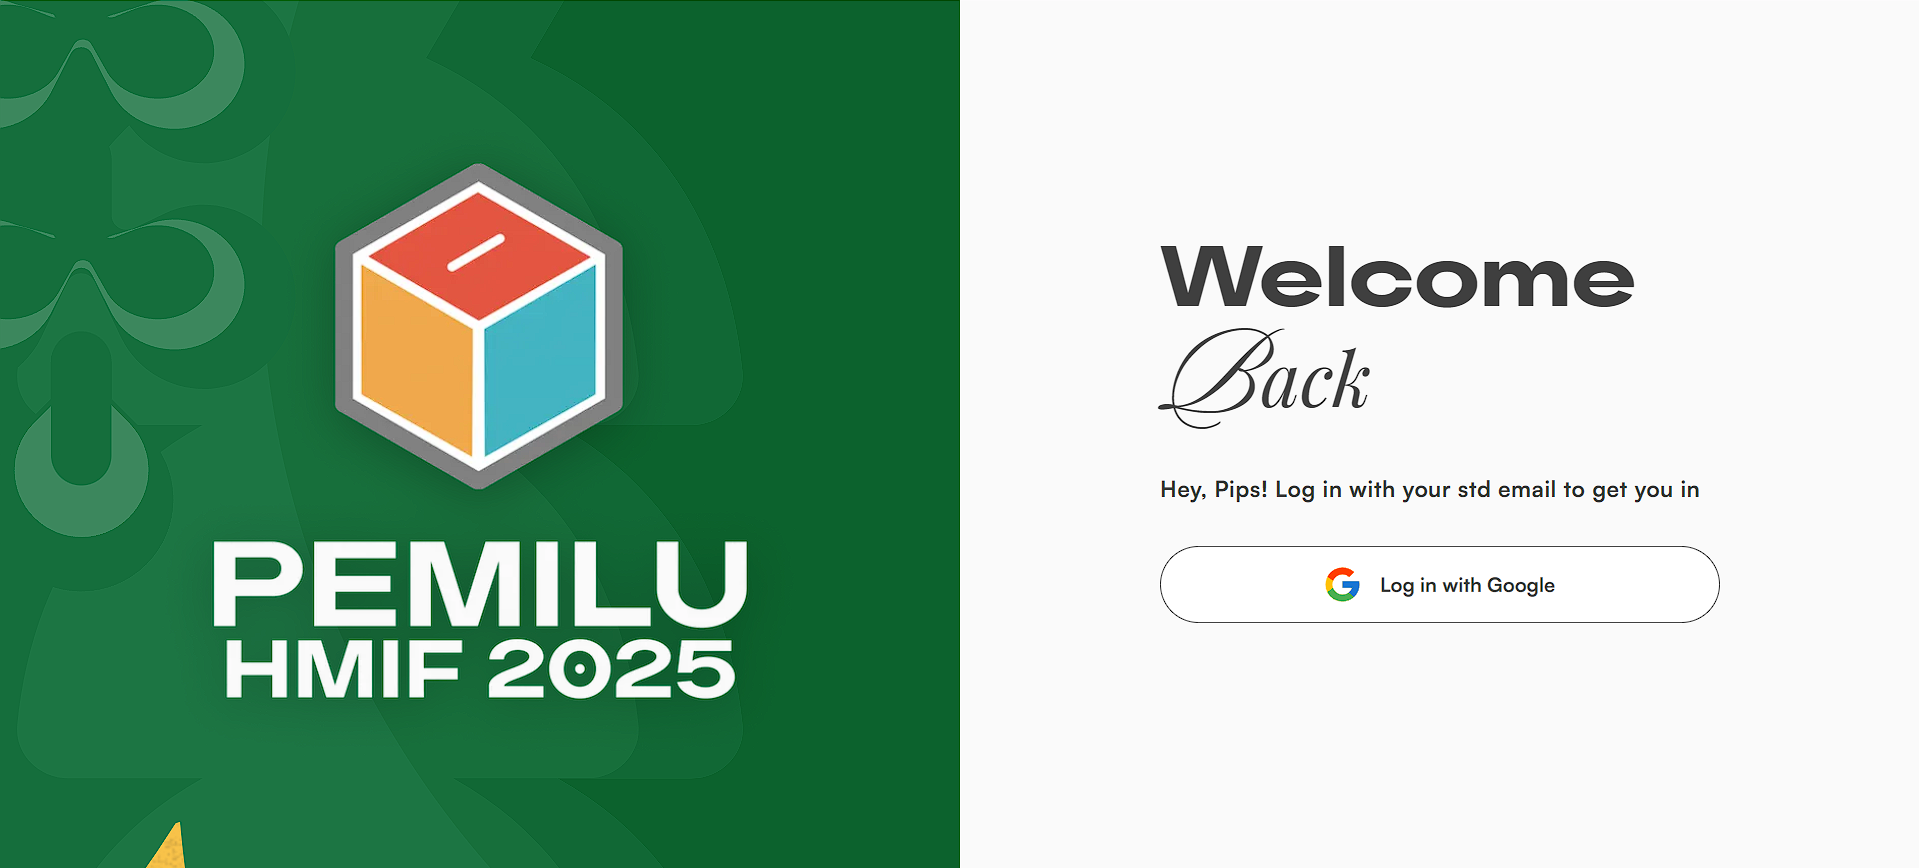 PEMILU
HMIF 2025
Welcome
Back
Hey, Pips! Log in with your std email to get you in
Log in with Google